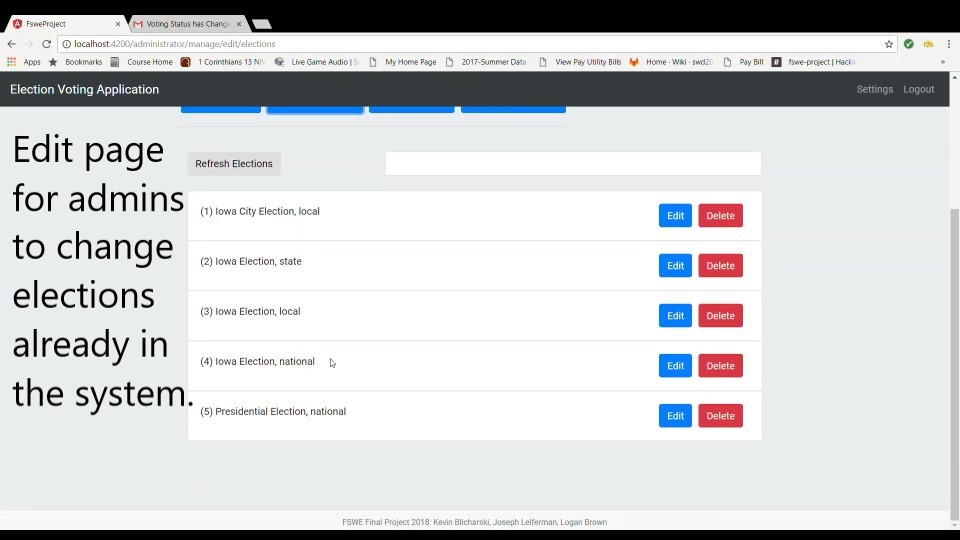 FsweProject
Voting Status has Chang
localhost:4200/administrator/manage/edit/elections
Apps Bookmarks Course Home 1 Corinthians 13 NIV Live Game Audio | S My Home Page 2017-Summer Data View Pay Utility Bills Home · Wiki · swd20 Pay Bill fswe-project | Hack »
Election Voting Application
Settings Logout
Edit page
for admins
to change
elections
already in
the system.
Refresh Elections
(1) Iowa City Election, local Edit Delete
(2) Iowa Election, state Edit Delete
(3) Iowa Election, local Edit Delete
(4) Iowa Election, national Edit Delete
(5) Presidential Election, national Edit Delete
FSWE Final Project 2018: Kevin Blicharski, Joseph Leiferman, Logan Brown